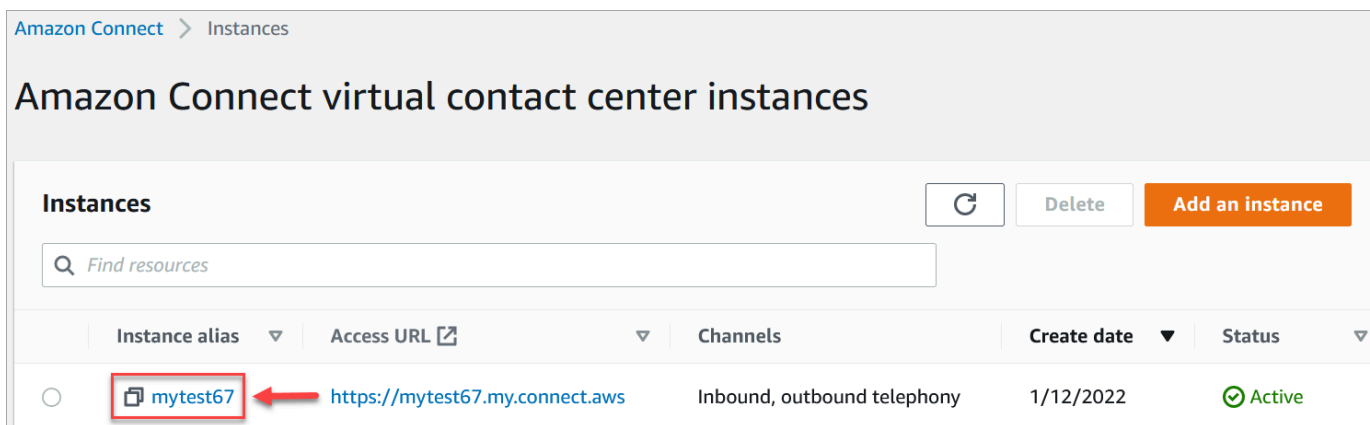 Amazon Connect > Instances
Amazon Connect virtual contact center instances
Instances
Delete
Add an instance
Find resources
Instance alias Access URL Channels Create date Status
mytest67 https://mytest67.my.connect.aws Inbound, outbound telephony 1/12/2022 Active